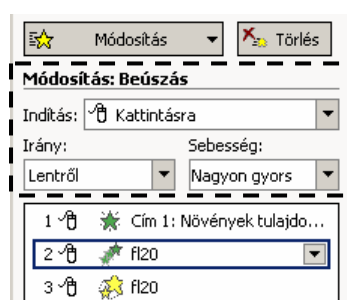 Módosítás Törlés
Módosítás: Beúszás
Indítás: Kattintásra
Irány: Sebesség:
Lentről Nagyon gyors
1 Cím 1: Növények tulajdo...
2 fl20
3 fl20